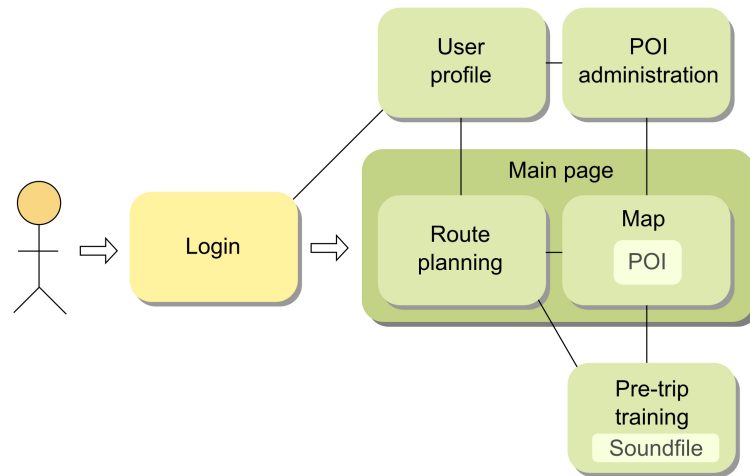 User
profile
POI
administration
Main page
Login
Route
planning
Map
POI
Pre-trip
training
Soundfile